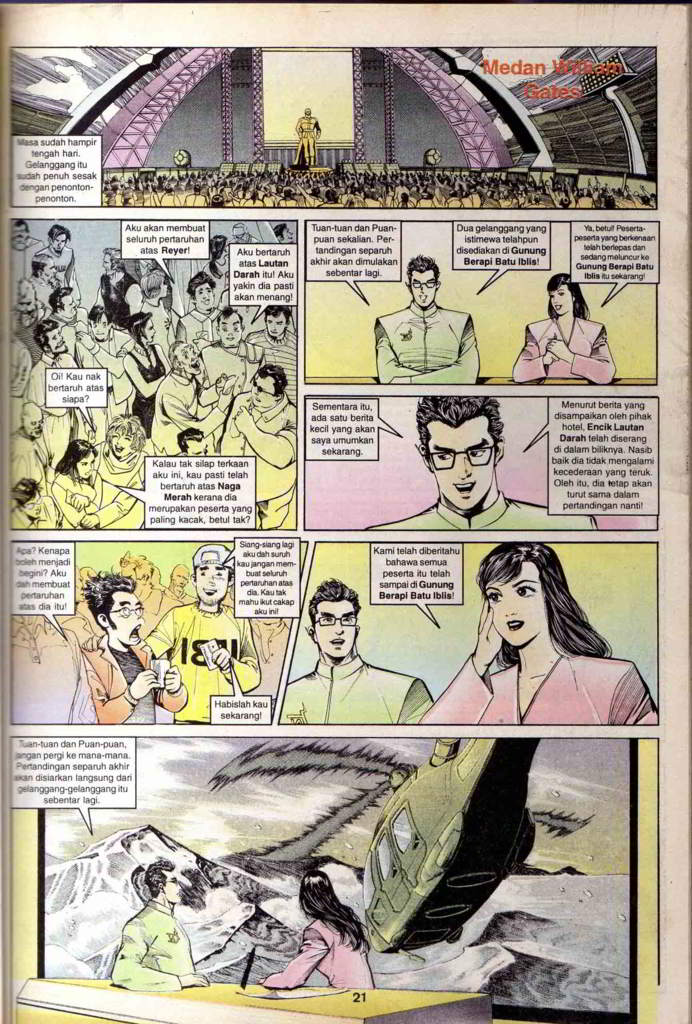 Medan William
Gates
Masa sudah hampir
tengah hari.
Gelanggang itu
sudah penuh sesak
dengan penonton-
penonton.
Aku akan membuat
seluruh pertaruhan
atas Reyer!
Aku bertaruh
atas Lautan
Darah itu! Aku
yakin dia pasti
akan menang!
Oi! Kau nak
bertaruh atas
siapa?
Kalau tak silap terkaan
aku ini, kau pasti telah
bertaruh atas Naga
Merah kerana dia
merupakan peserta yang
paling kacak, betul tak?
Tuan-tuan dan Puan-
puan sekalian. Per-
tandingan separuh
akhir akan dimulakan
sebentar lagi.
Dua gelanggang yang
istimewa telahpun
disediakan di Gunung
Berapi Batu Iblis!
Ya, betul! Peserta-
peserta yang berkenaan
telah berlepas dan
sedang meluncur ke
Gunung Berapi Batu
Iblis itu sekarang!
Sementara itu,
ada satu berita
kecil yang akan
saya umumkan
sekarang.
Menurut berita yang
disampaikan oleh pihak
hotel, Encik Lautan
Darah telah diserang
di dalam biliknya. Nasib
baik dia tidak mengalami
kecederaan yang teruk.
Oleh itu, dia tetap akan
turut sama dalam
pertandingan nanti!
Apa? Kenapa
boleh menjadi
begini? Aku
dah membuat
pertaruhan
atas dia itu!
Siang-siang lagi
aku dah suruh
kau jangan mem-
buat seluruh
pertaruhan atas
dia. Kau tak
mahu ikut cakap
aku ini!
Habislah kau
sekarang!
Kami telah diberitahu
bahawa semua
peserta itu telah
sampai di Gunung
Berapi Batu Iblis!
Tuan-tuan dan Puan-puan,
jangan pergi ke mana-mana.
Pertandingan separuh akhir
akan disiarkan langsung dari
gelanggang-gelanggang itu
sebentar lagi.
21